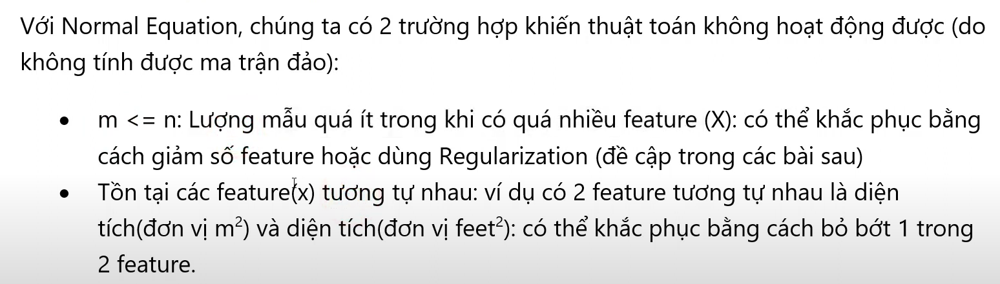 Với Normal Equation, chúng ta có 2 trường hợp khiến thuật toán không hoạt động được (do
không tính được ma trận đảo):
• m <= n: Lượng mẫu quá ít trong khi có quá nhiều feature (X): có thể khắc phục bằng
cách giảm số feature hoặc dùng Regularization (đề cập trong các bài sau)
• Tồn tại các feature(x) tương tự nhau: ví dụ có 2 feature tương tự nhau là diện
tích(đơn vị m²) và diện tích(đơn vị feet²): có thể khắc phục bằng cách bỏ bớt 1 trong
2 feature.